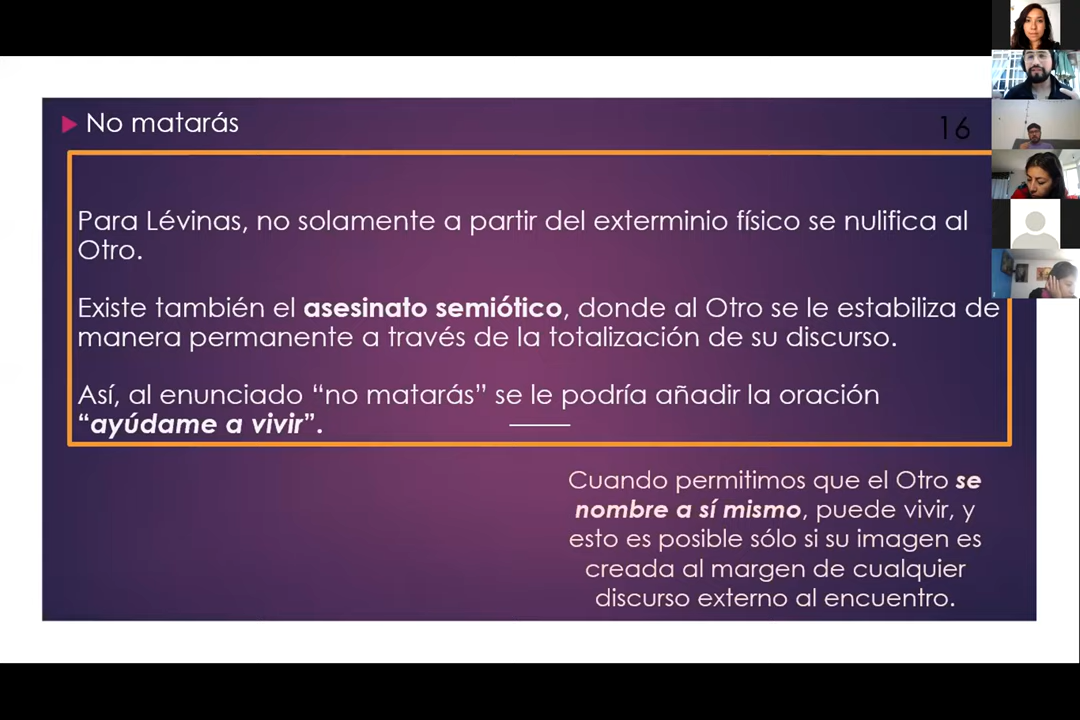 No matarás
16
Para Lévinas, no solamente a partir del exterminio físico se nulifica al
Otro.
Existe también el asesinato semiótico, donde al Otro se le estabiliza de
manera permanente a través de la totalización de su discurso.
Así, al enunciado “no matarás” se le podría añadir la oración
“ayúdame a vivir”.
Cuando permitimos que el Otro se
nombre a sí mismo, puede vivir, y
esto es posible sólo si su imagen es
creada al margen de cualquier
discurso externo al encuentro.